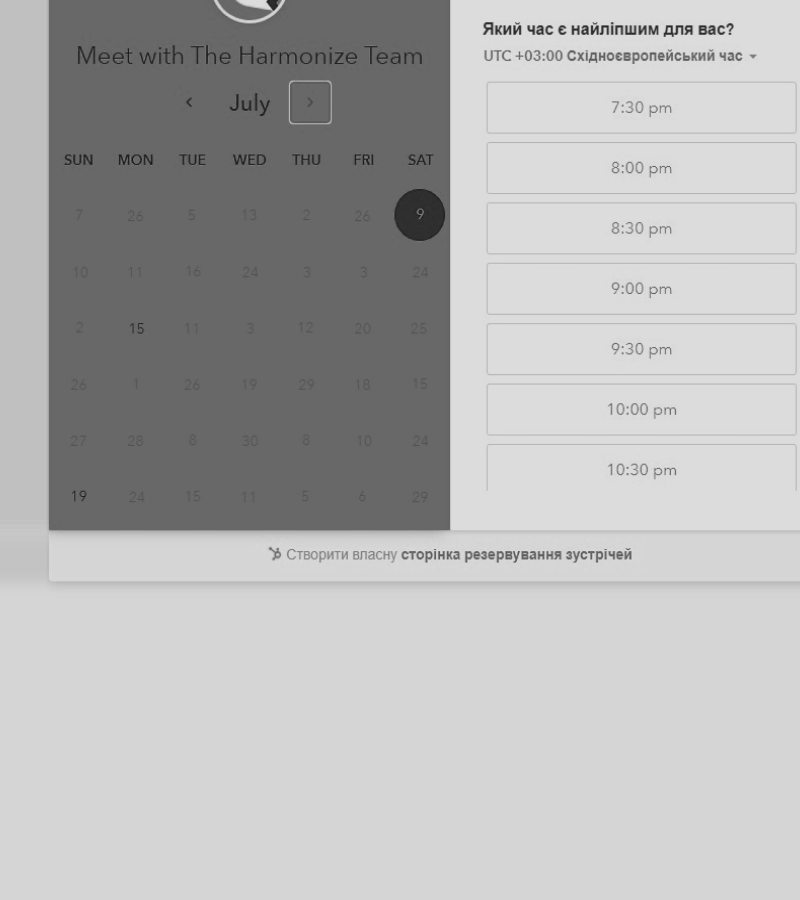 Meet with The Harmonize Team
July
SUN MON TUE WED THU FRI SAT
7 26 5 13 2 26 9
10 11 16 24 3 3 24
2 15 11 3 12 20 25
26 1 26 19 29 18 15
27 28 8 30 8 10 24
19 24 15 11 5 6 29
Який час є найліпшим для вас?
UTC +03:00 Східноєвропейський час
7:30 pm
8:00 pm
8:30 pm
9:00 pm
9:30 pm
10:00 pm
10:30 pm
Створити власну сторінка резервування зустрічей